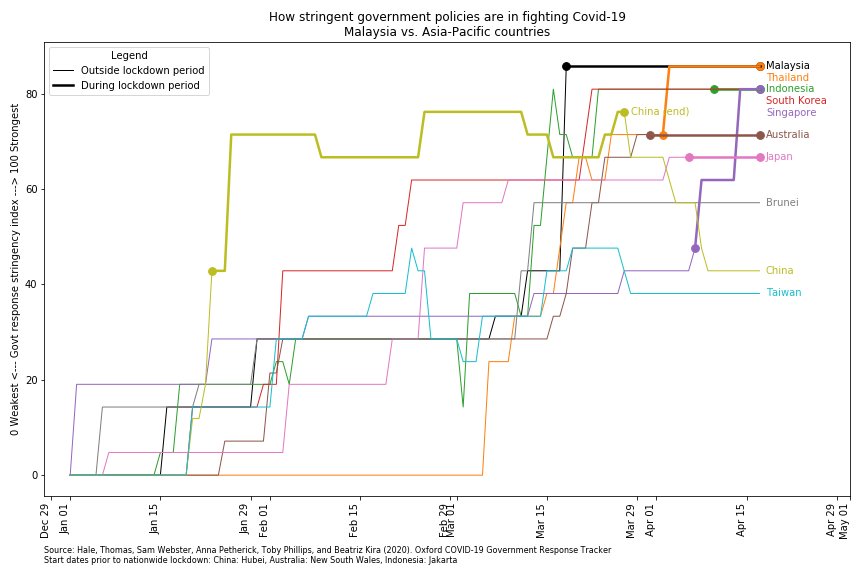 How stringent government policies are in fighting Covid-19
Malaysia vs. Asia-Pacific countries
Legend
Outside lockdown period
During lockdown period
0 Weakest <--- Govt response stringency index ---> 100 Strongest
80
60
40
20
0
Malaysia
Thailand
Indonesia
South Korea
Singapore
China (end)
Australia
Japan
Brunei
China
Taiwan
Dec 29
Jan 01
Jan 15
Jan 29
Feb 01
Feb 15
Feb 29
Mar 01
Mar 15
Mar 29
Apr 01
Apr 15
Apr 29
May 01
Source: Hale, Thomas, Sam Webster, Anna Petherick, Toby Phillips, and Beatriz Kira (2020). Oxford COVID-19 Government Response Tracker
Start dates prior to nationwide lockdown: China: Hubei, Australia: New South Wales, Indonesia: Jakarta